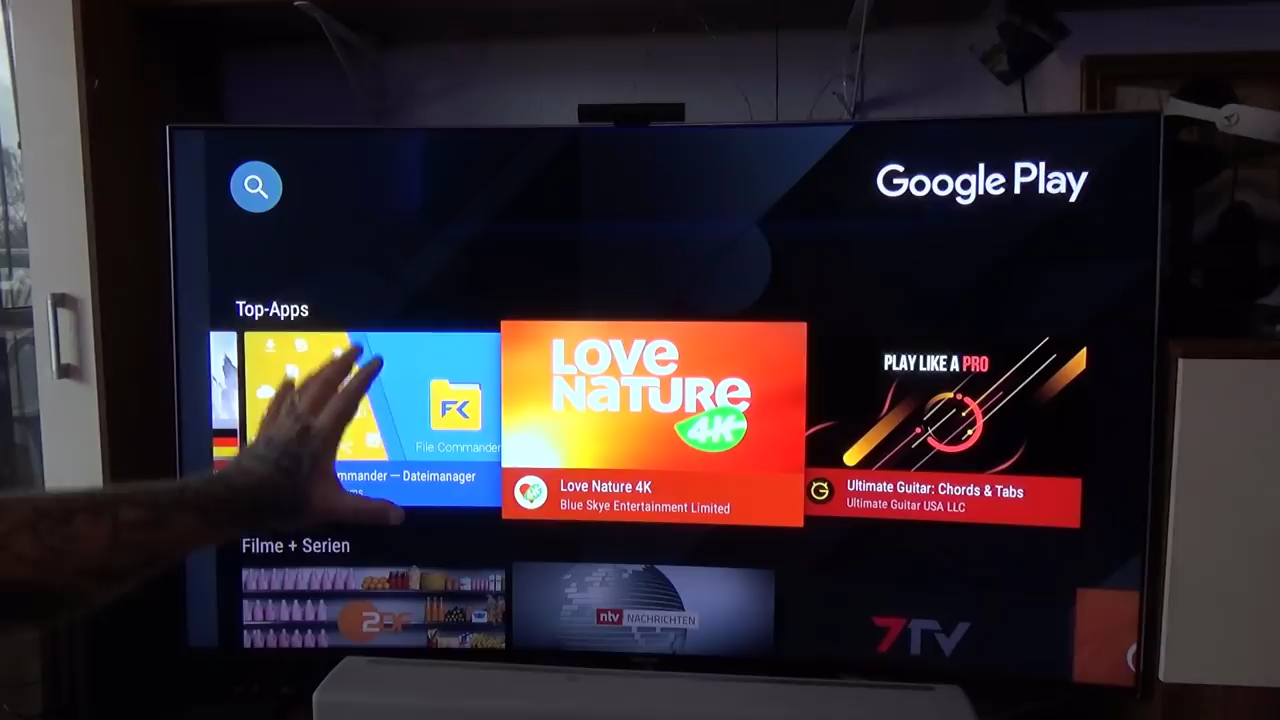 Google Play
Top-Apps
File Commander
mmander — Dateimanager
LOVE
NATURE
4K
Love Nature 4K
Blue Skye Entertainment Limited
PLAY LIKE A PRO
Ultimate Guitar: Chords & Tabs
Ultimate Guitar USA LLC
Filme + Serien
ZDF
ntv NACHRICHTEN
7TV